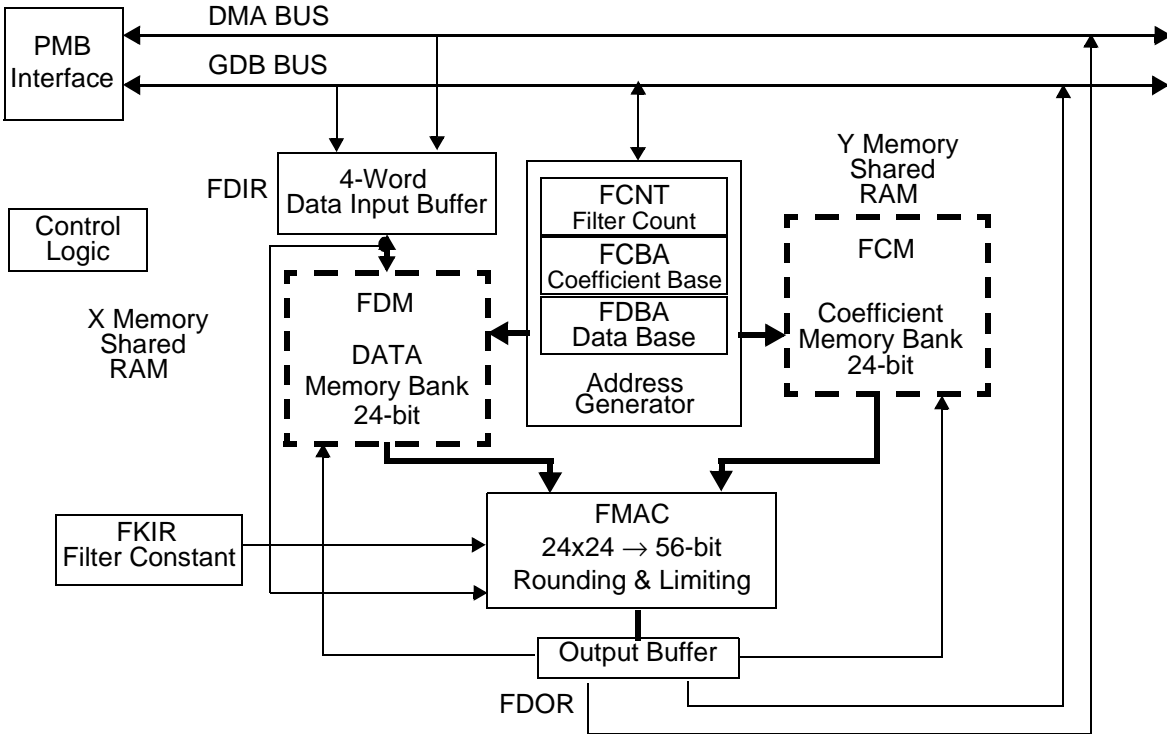 DMA BUS
PMB
Interface
GDB BUS
4-Word
Data Input Buffer
FDIR
Y Memory
Shared
RAM
FCNT
Filter Count
FCBA
Coefficient Base
FDBA
Data Base
Address
Generator
Control
Logic
FCM
Coefficient
Memory Bank
24-bit
FDM
DATA
Memory Bank
24-bit
X Memory
Shared
RAM
FKIR
Filter Constant
FMAC
24x24 → 56-bit
Rounding & Limiting
Output Buffer
FDOR